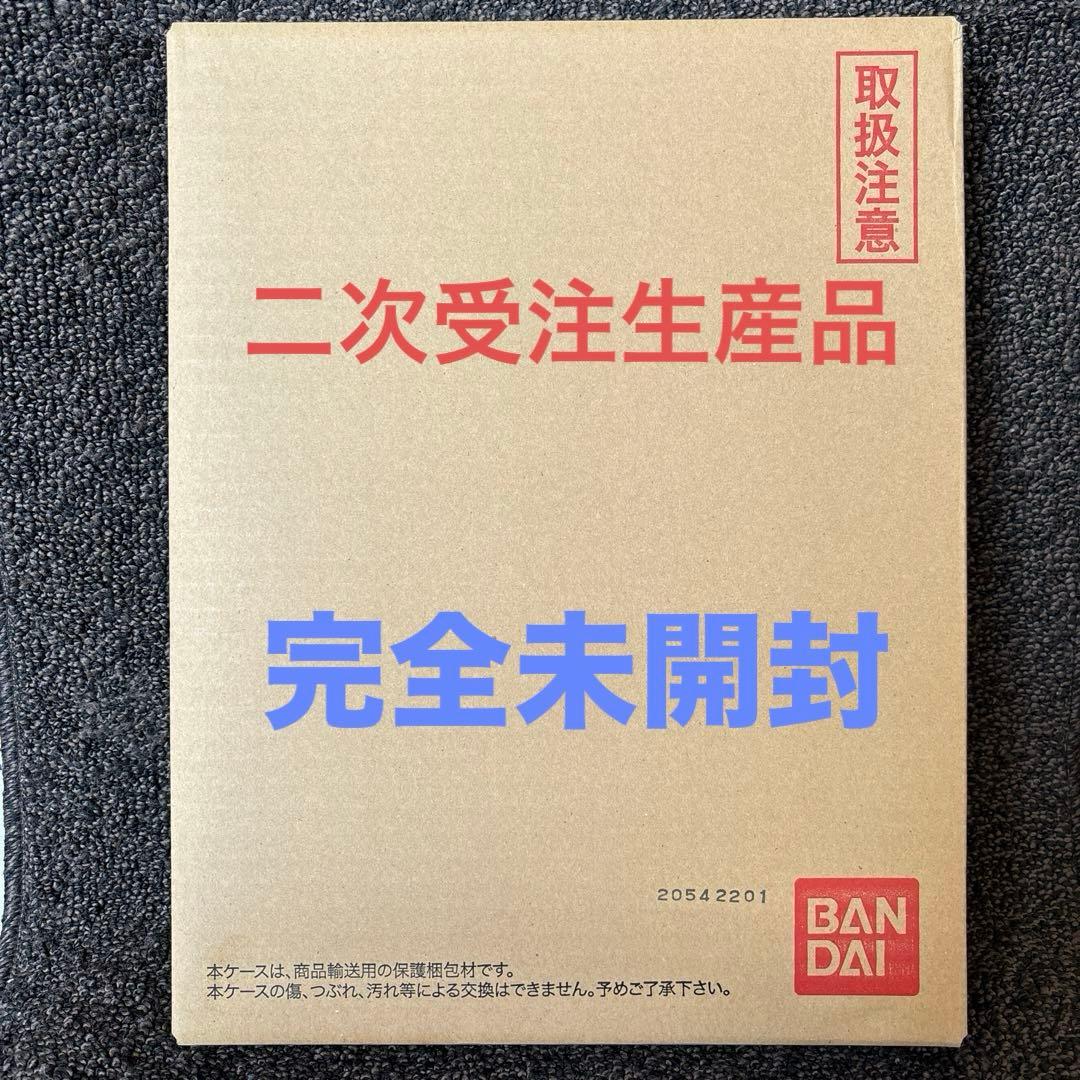 取扱注意
二次受注生産品
完全未開封
20542201
BAN
DAI
本ケースは、商品輸送用の保護梱包材です。
本ケースの傷、つぶれ、汚れ等による交換はできません。予めご了承下さい。